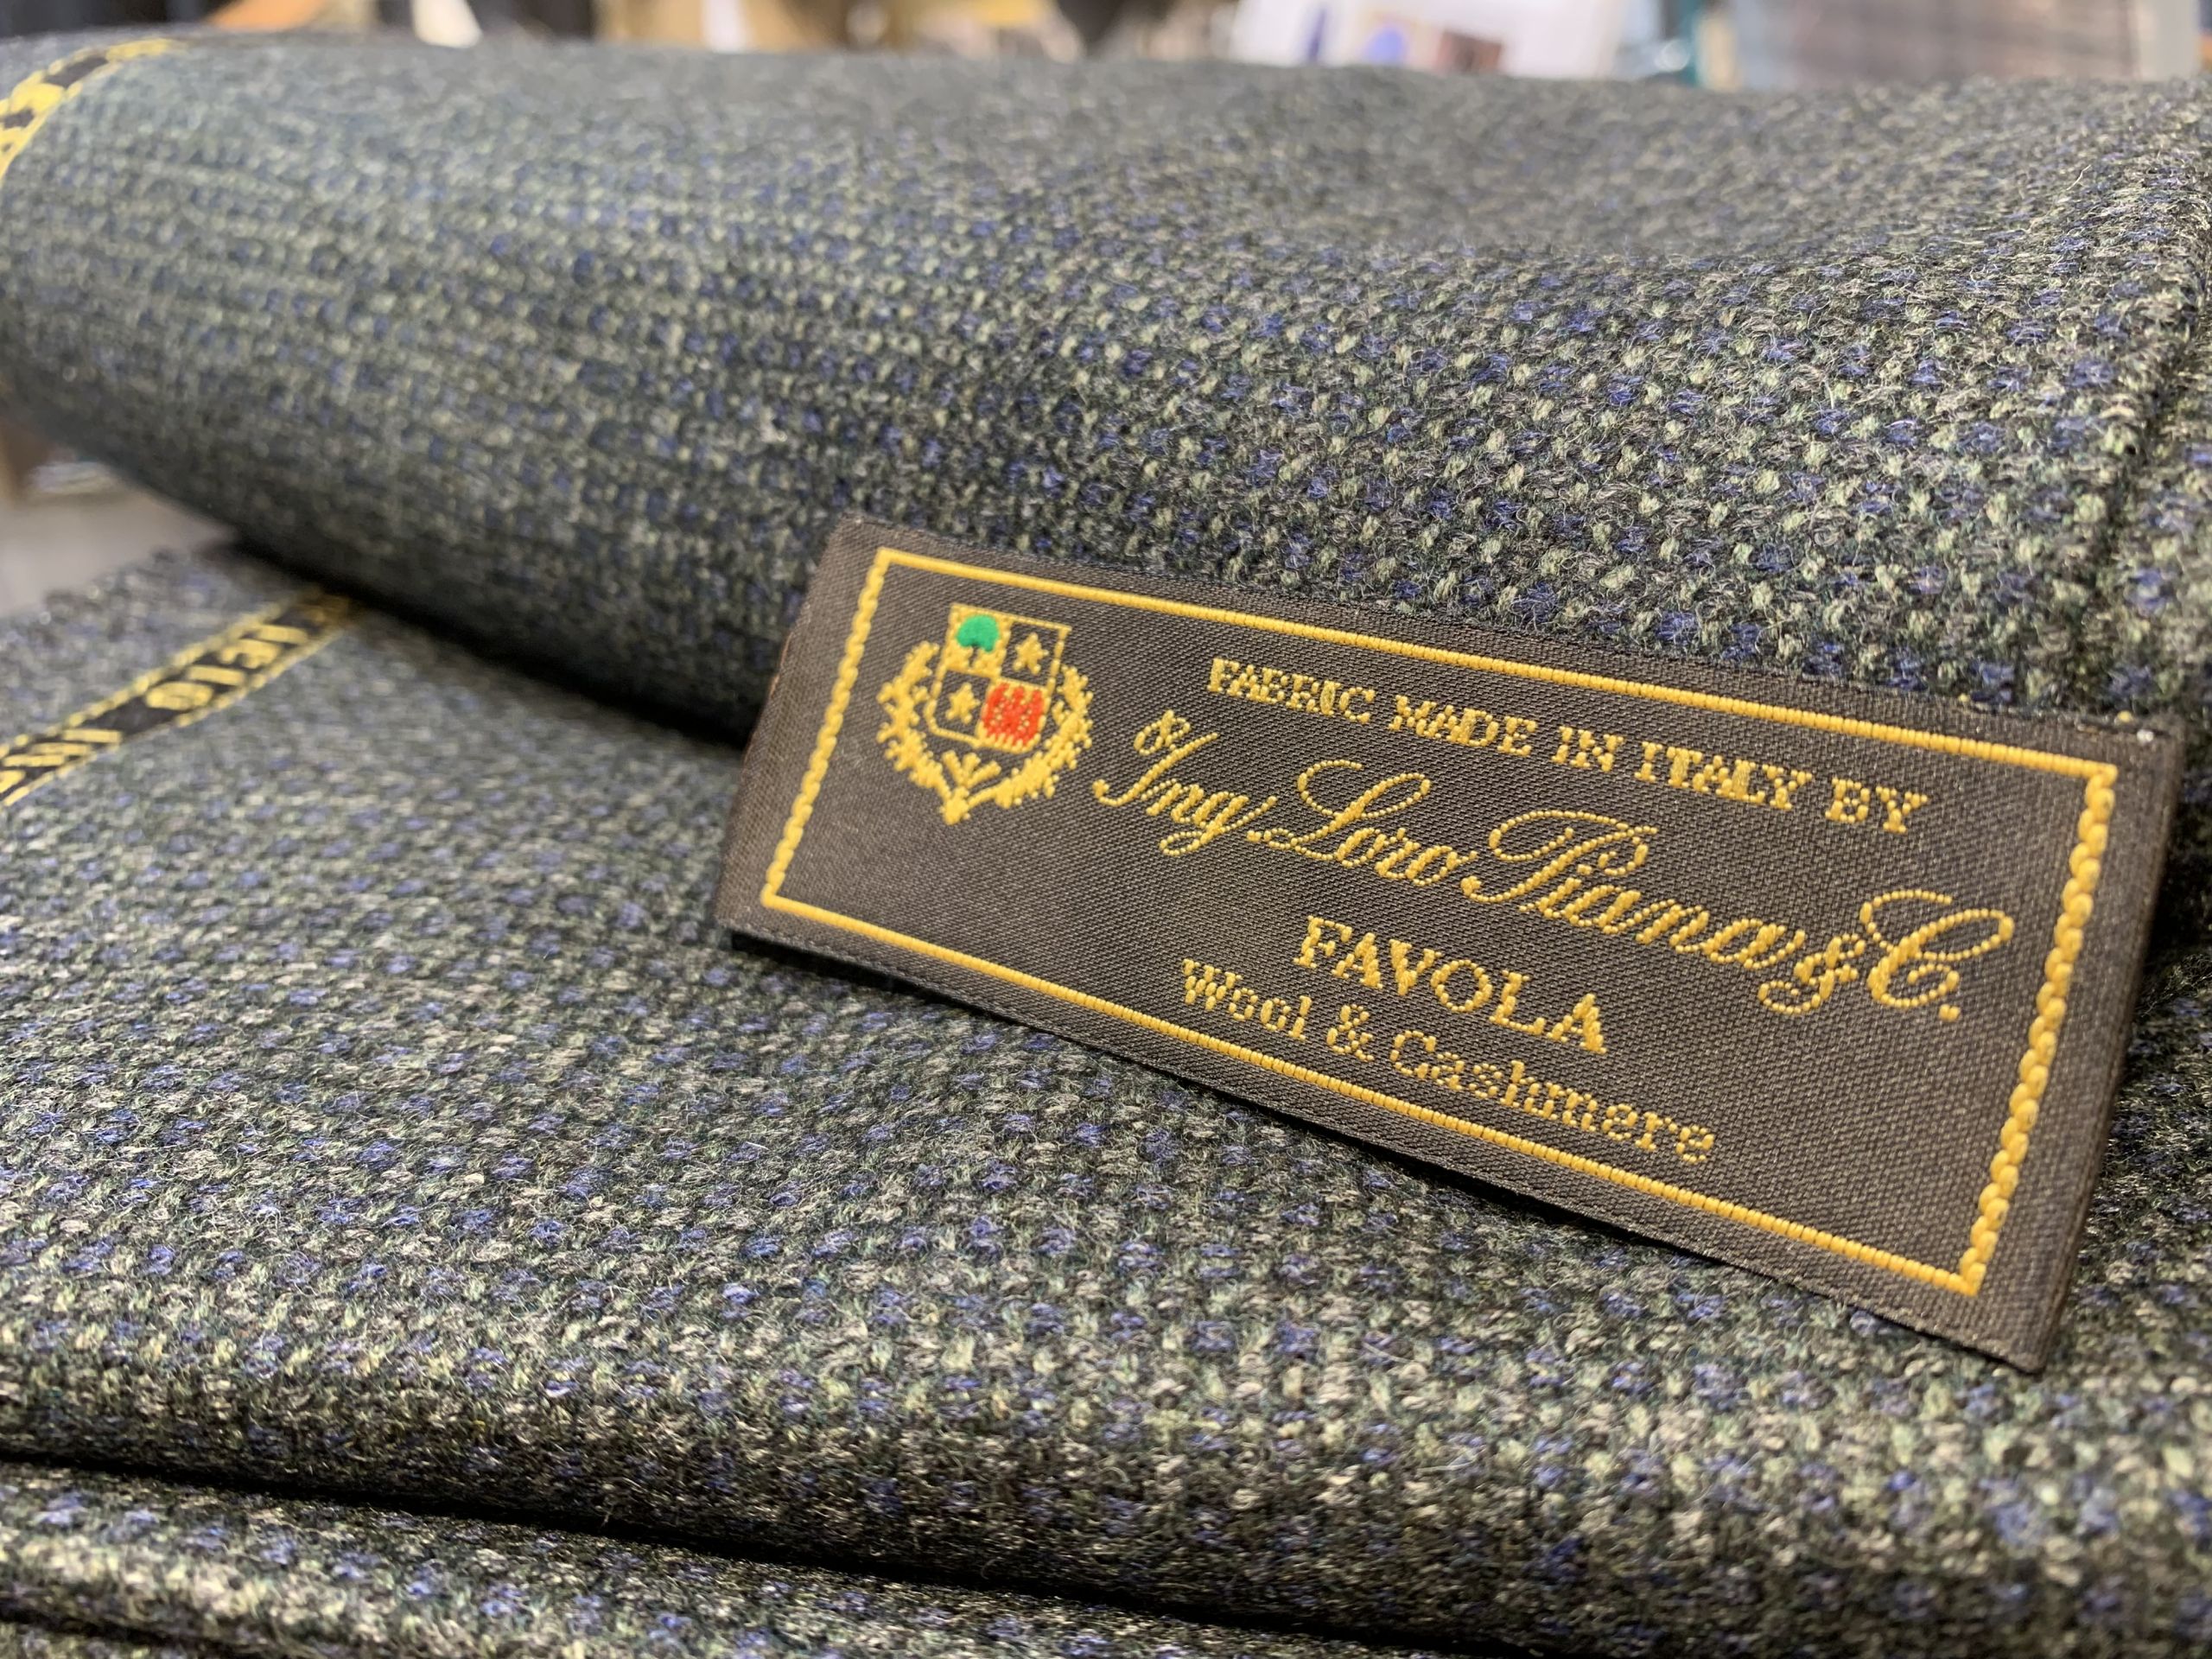 FABRIC MADE IN ITALY BY
Ing. Loro Piana & C.
FAVOLA
Wool & Cashmere